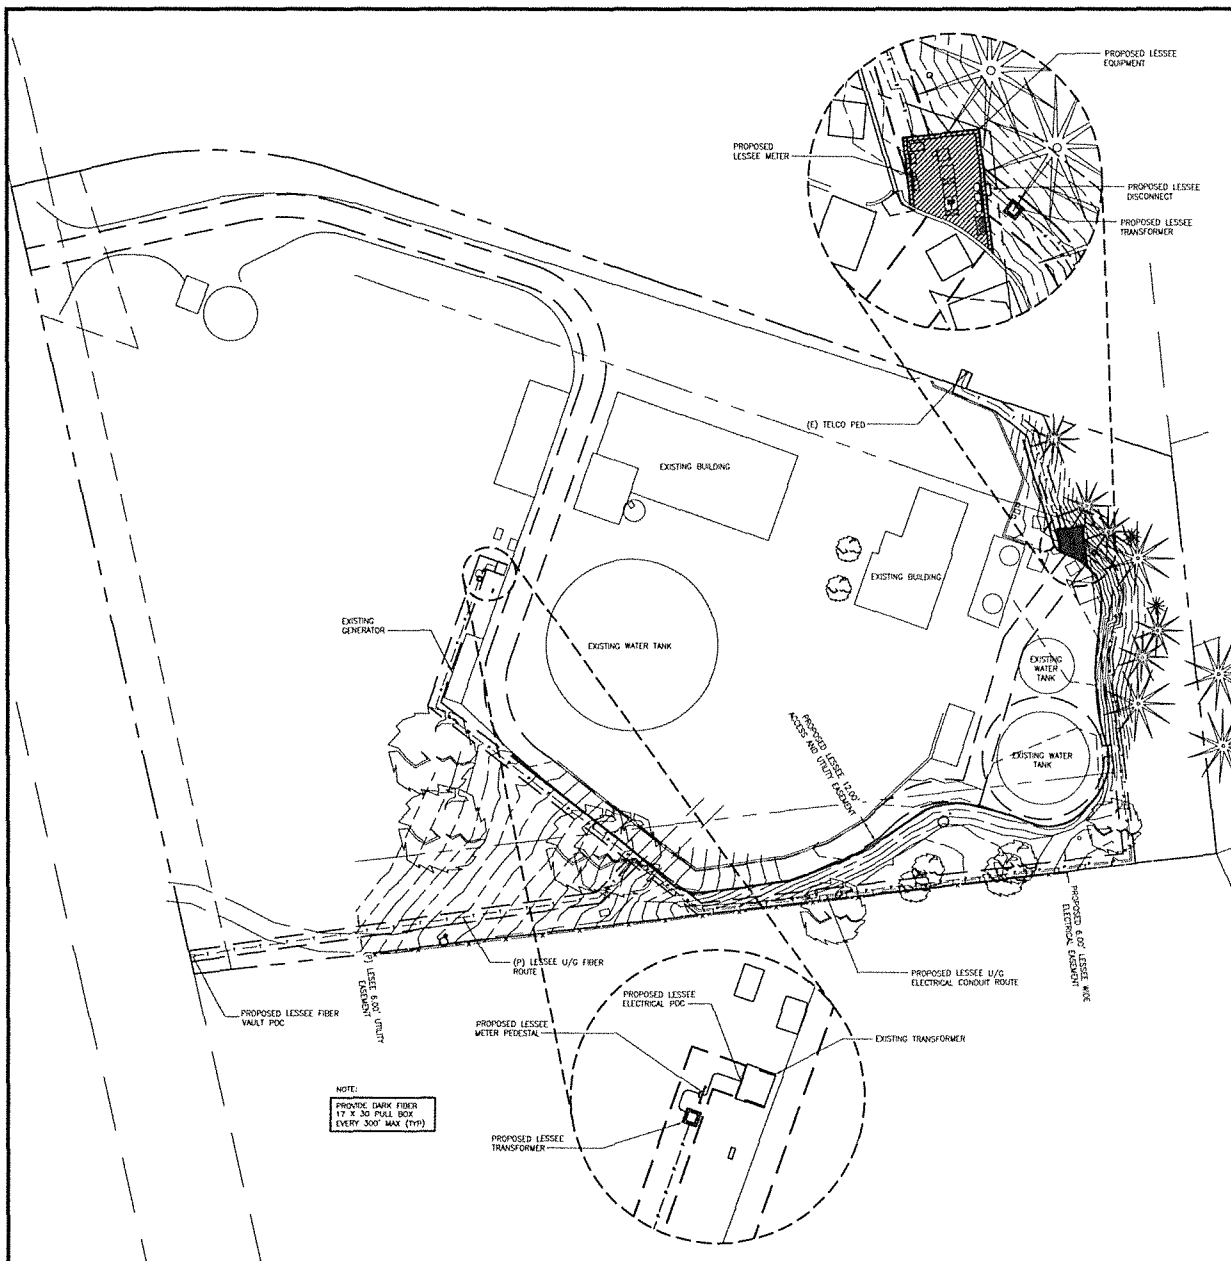 PROPOSED LESSEE
EQUIPMENT
PROPOSED
LESSEE METER
PROPOSED LESSEE
DISCONNECT
PROPOSED LESSEE
TRANSFORMER
(E) TELCO PED
EXISTING BUILDING
EXISTING BUILDING
EXISTING
GENERATOR
EXISTING WATER TANK
EXISTING
WATER
TANK
EXISTING WATER
TANK
PROPOSED LESSEE 12.00'
ACCESS AND UTILITY EASEMENT
(P) LESSEE U/G FIBER
ROUTE
(P) LESEE 6.00' UTILITY
EASEMENT
PROPOSED LESSEE FIBER
VAULT POC
PROPOSED LESSEE U/G
ELECTRICAL CONDUIT ROUTE
PROPOSED 6.00' LESSEE WIDE
ELECTRICAL EASEMENT
PROPOSED LESSEE
ELECTRICAL POC
PROPOSED LESSEE
METER PEDESTAL
EXISTING TRANSFORMER
PROPOSED LESSEE
TRANSFORMER
NOTE:
PROVIDE DARK FIBER
17 X 30 PULL BOX
EVERY 300' MAX (TYP)